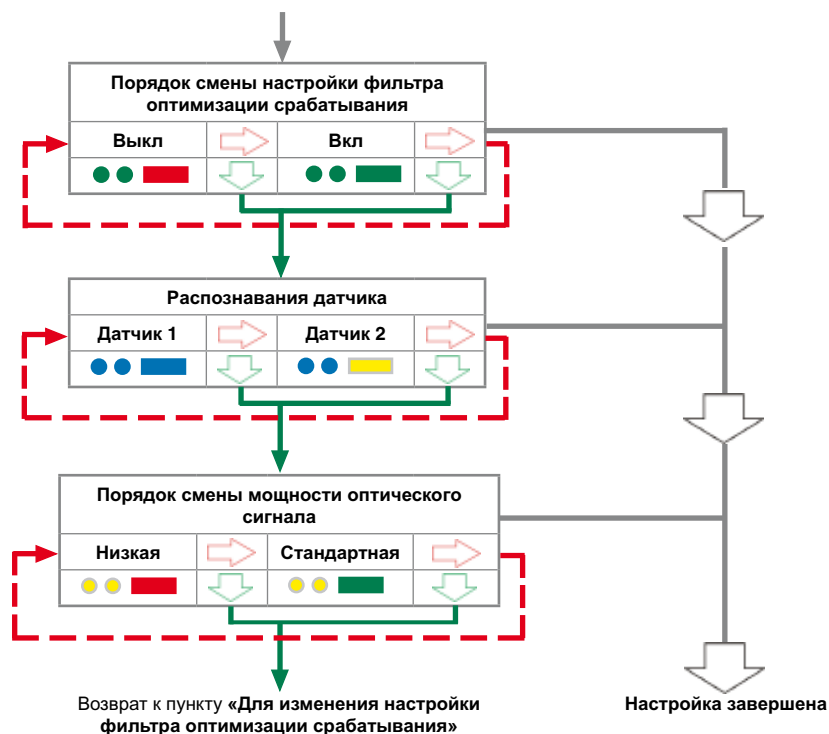 Порядок смены настройки фильтра
оптимизации срабатывания
Выкл
Вкл
Распознавания датчика
Датчик 1
Датчик 2
Порядок смены мощности оптического
сигнала
Низкая
Стандартная
Возврат к пункту «Для изменения настройки
фильтра оптимизации срабатывания»
Настройка завершена